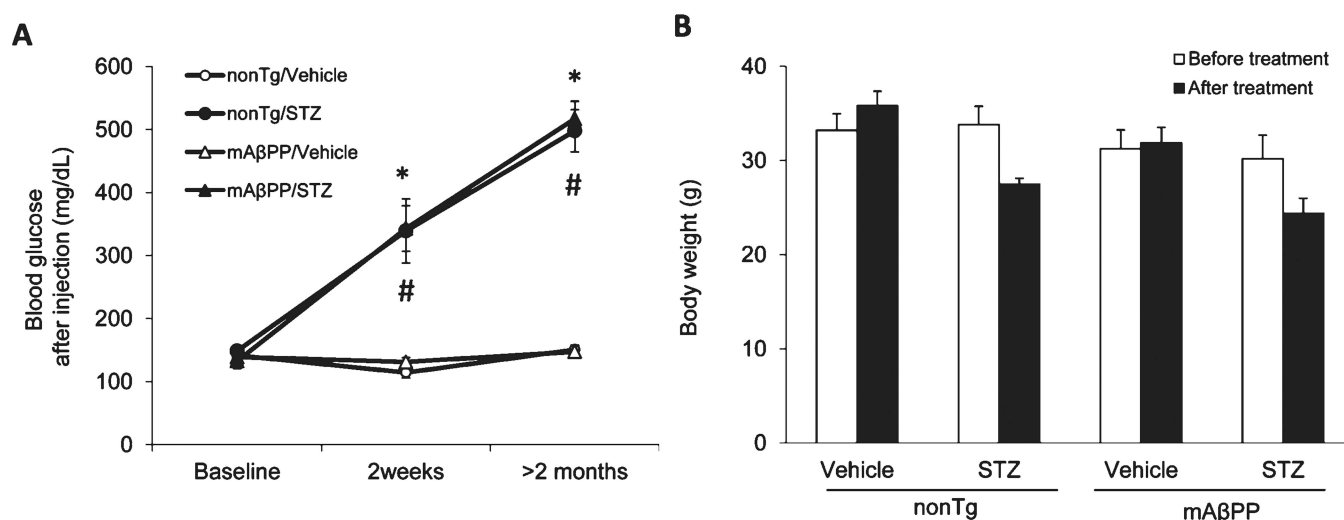 A
Blood glucose
after injection (mg/dL)
600
500
400
300
200
100
0
nonTg/Vehicle
nonTg/STZ
mAβPP/Vehicle
mAβPP/STZ
*
*
#
#
Baseline
2weeks
>2 months
B
Body weight (g)
40
30
20
10
0
Before treatment
After treatment
Vehicle
STZ
Vehicle
STZ
nonTg
mAβPP